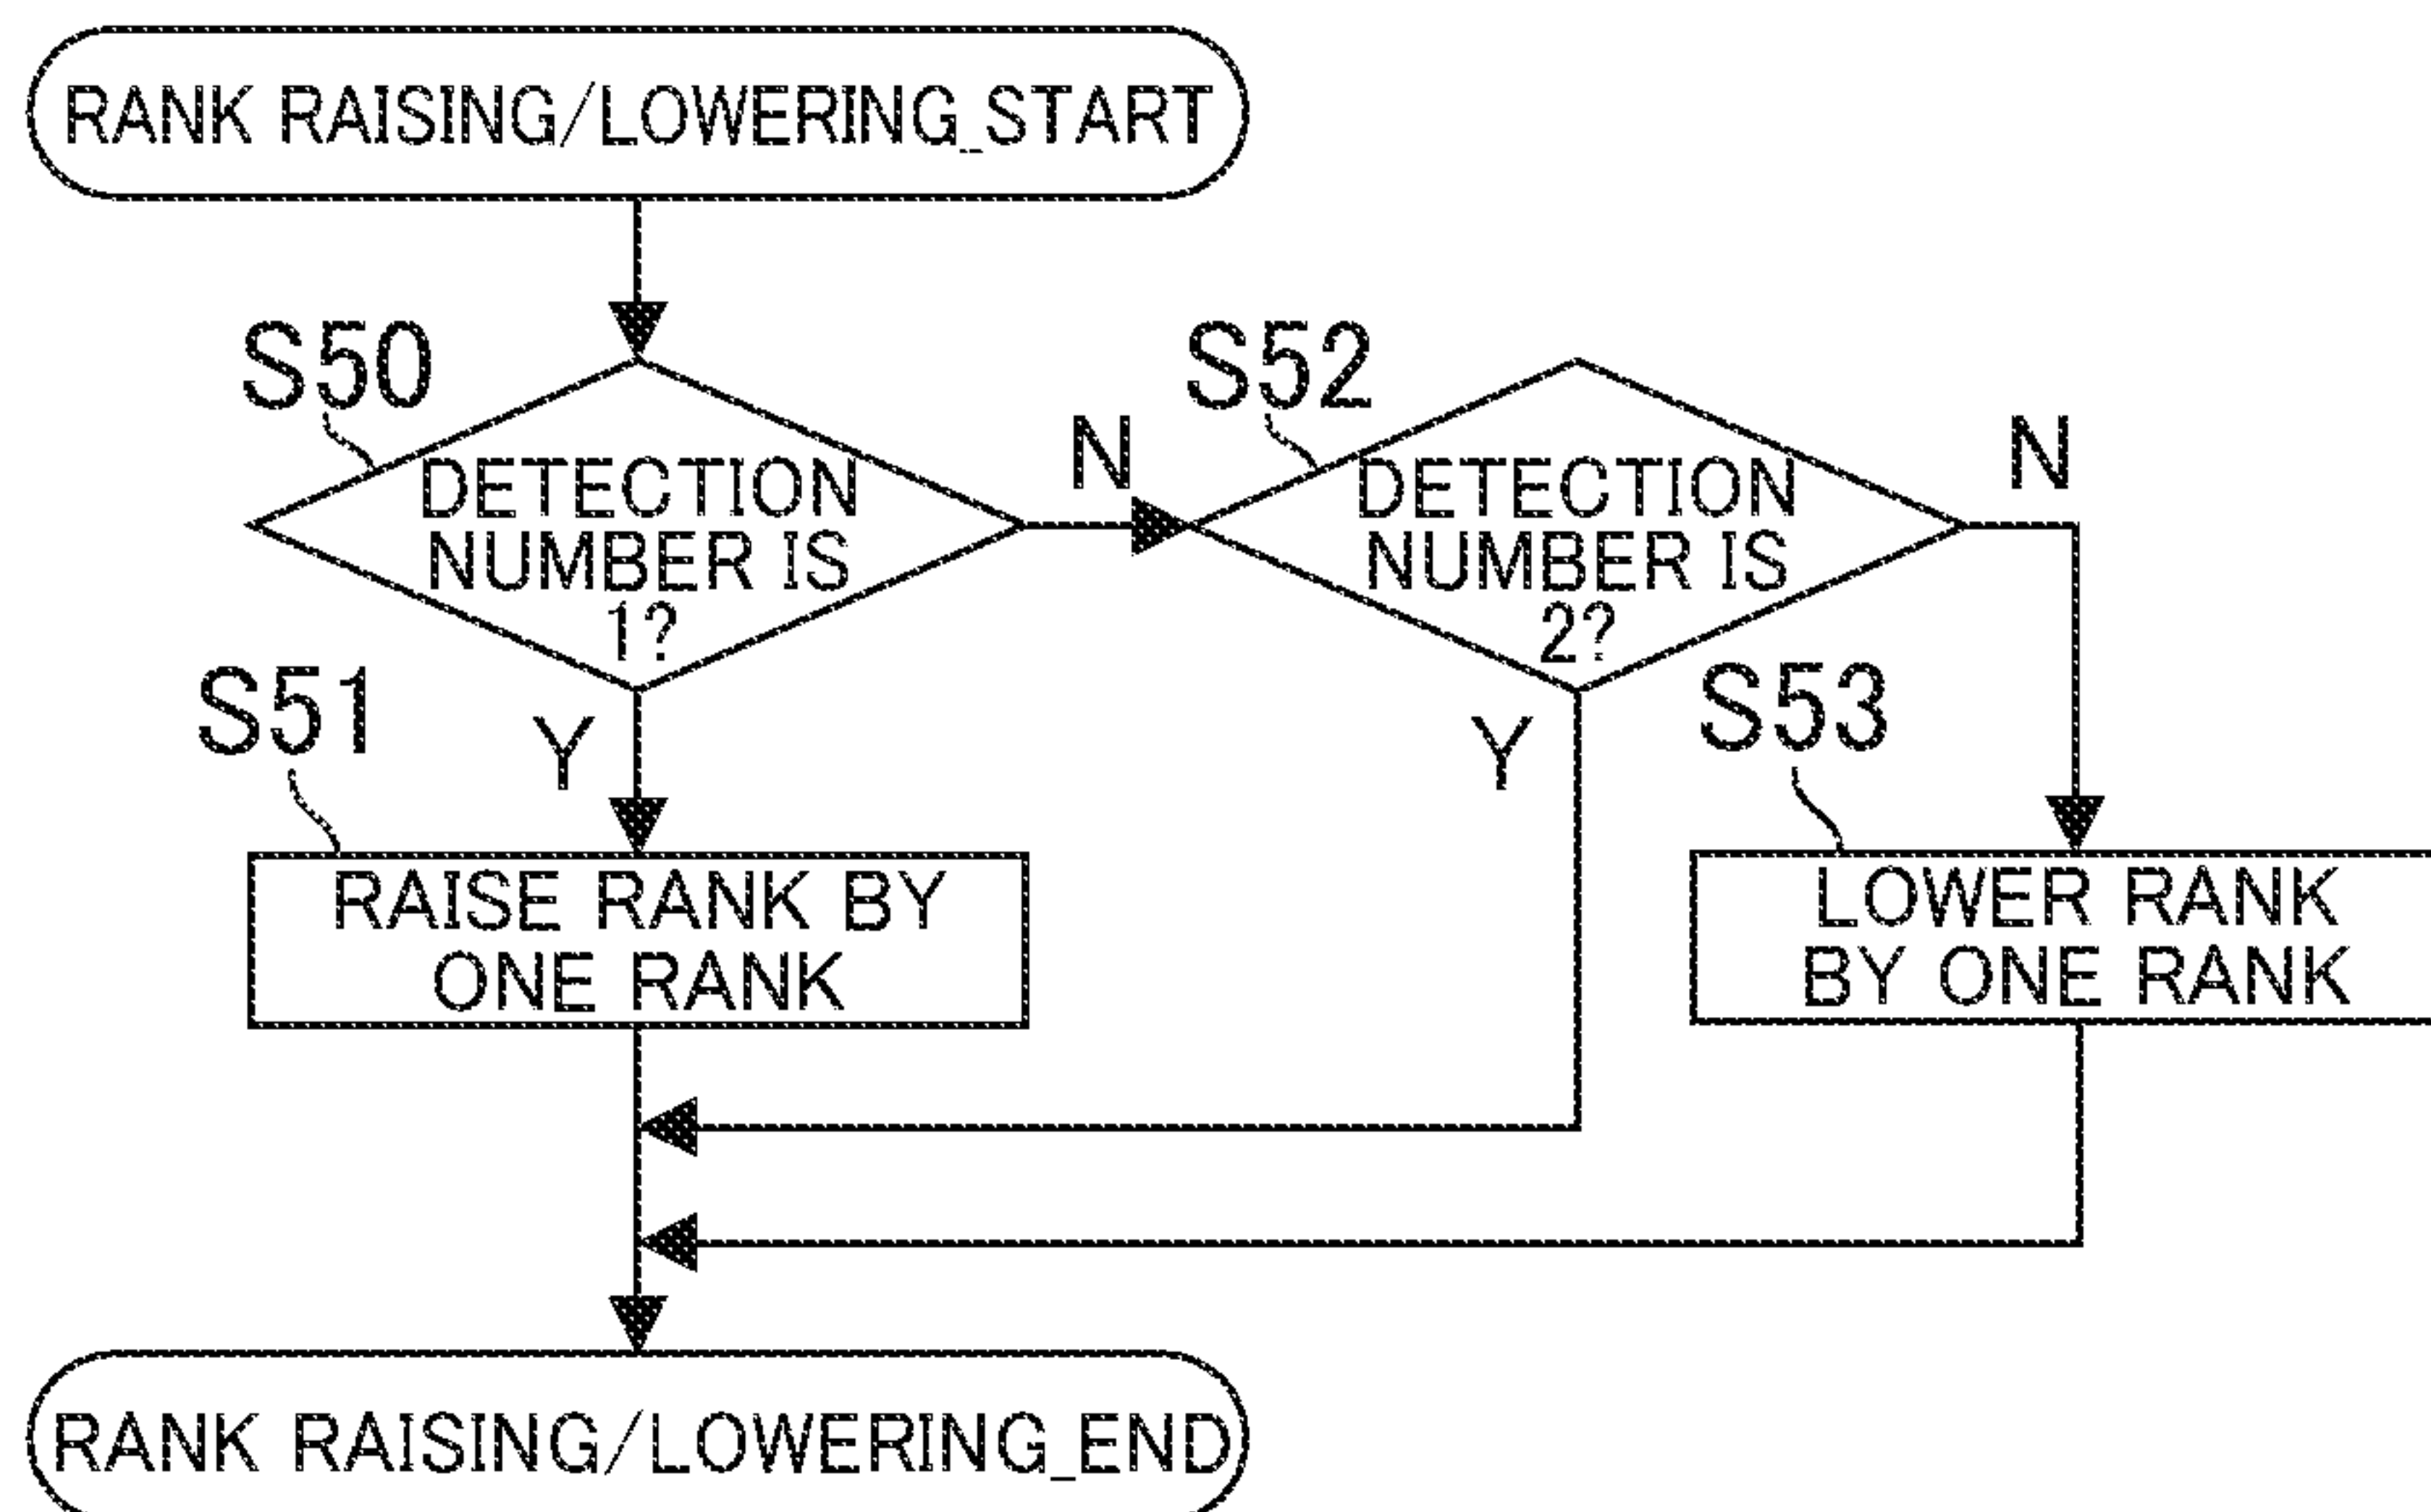 RANK RAISING/LOWERING_START
S50
DETECTION
NUMBER IS
1?
N
S52
DETECTION
NUMBER IS
2?
N
S51
Y
RAISE RANK BY
ONE RANK
Y
S53
LOWER RANK
BY ONE RANK
RANK RAISING/LOWERING_END